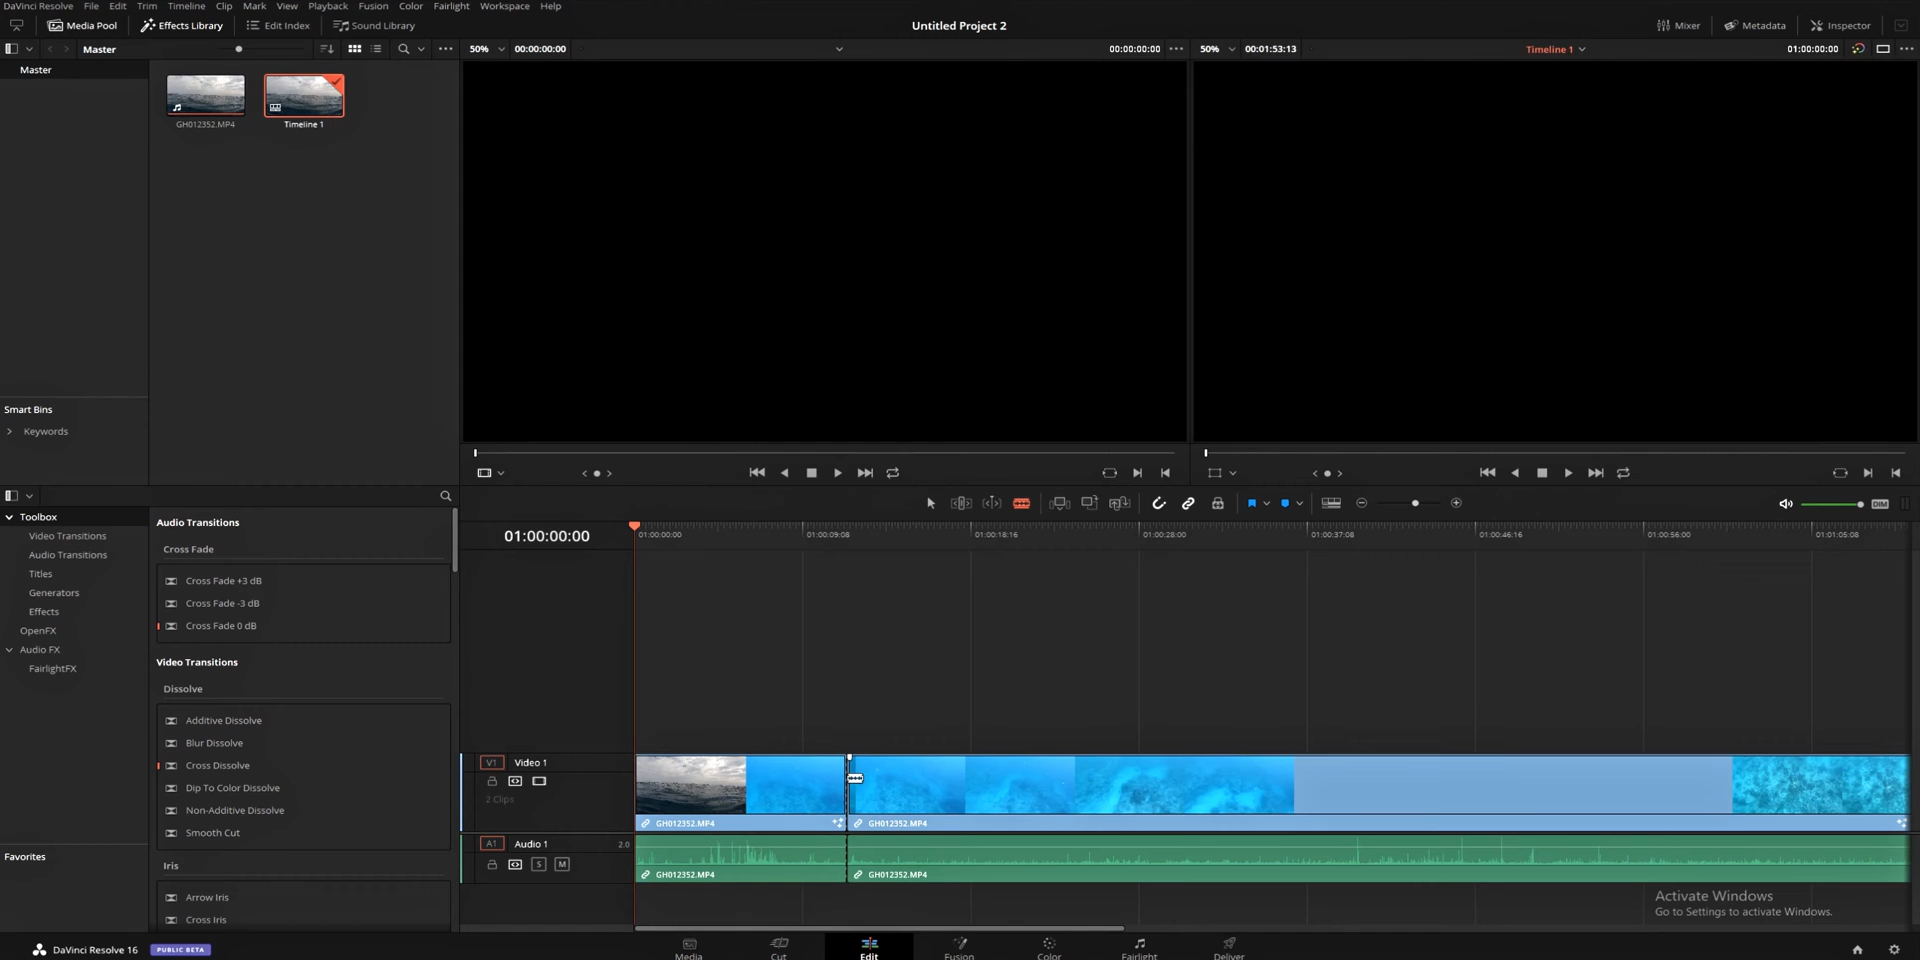 DaVinci Resolve File Edit Trim Timeline Clip Mark View Playback Fusion Color Fairlight Workspace Help
Media Pool Effects Library Edit Index Sound Library Untitled Project 2 Mixer Metadata Inspector
Master 50% 00:00:00:00 00:00:00:00 50% 00:01:53:13 Timeline 1 01:00:00:00
Master
GH012352.MP4 Timeline 1
Smart Bins
Keywords
Toolbox
Video Transitions
Audio Transitions
Titles
Generators
Effects
OpenFX
Audio FX
FairlightFX
Favorites
Audio Transitions
Cross Fade
Cross Fade +3 dB
Cross Fade -3 dB
Cross Fade 0 dB
Video Transitions
Dissolve
Additive Dissolve
Blur Dissolve
Cross Dissolve
Dip To Color Dissolve
Non-Additive Dissolve
Smooth Cut
Iris
Arrow Iris
Cross Iris
DIM
01:00:00:00 01:00:00:00 01:00:09:08 01:00:18:16 01:00:28:00 01:00:37:08 01:00:46:16 01:00:56:00 01:01:05:08
V1 Video 1
2 Clips
GH012352.MP4 GH012352.MP4
A1 Audio 1 2.0
S M
GH012352.MP4 GH012352.MP4
Activate Windows
Go to Settings to activate Windows.
DaVinci Resolve 16 PUBLIC BETA
Media Cut Edit Fusion Color Fairlight Deliver